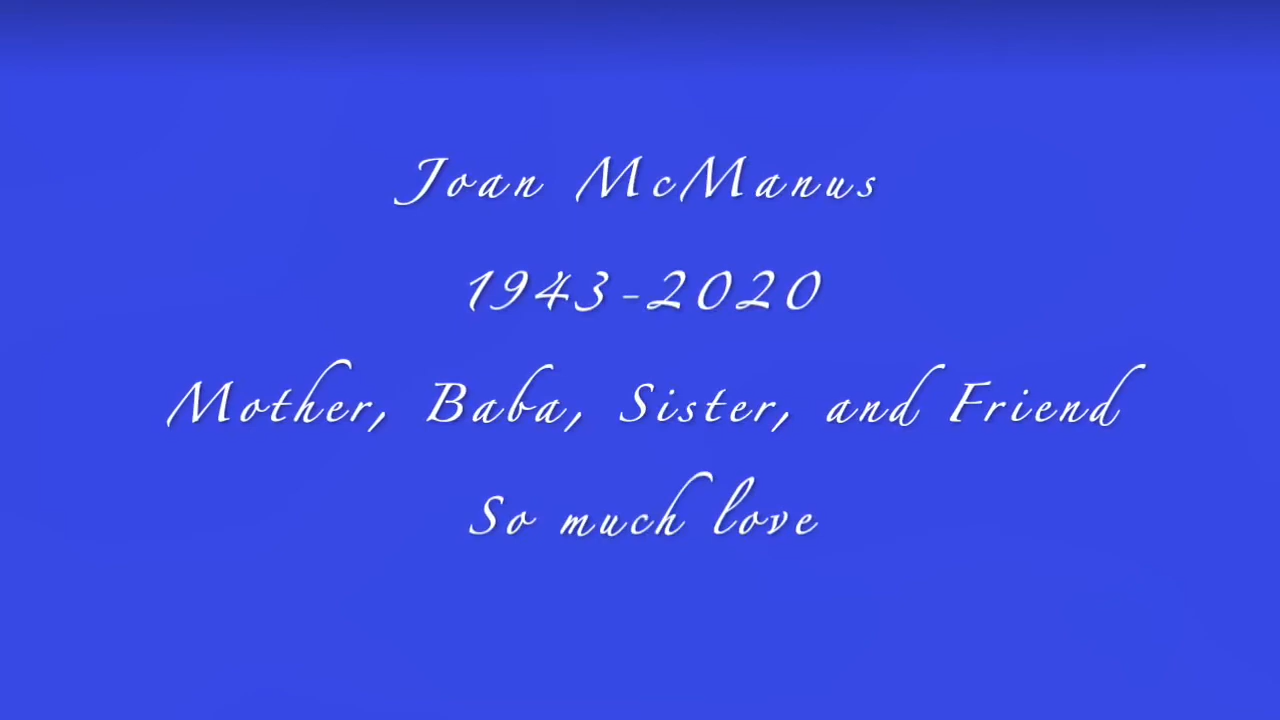 Joan McManus
1943-2020
Mother, Baba, Sister, and Friend
So much love